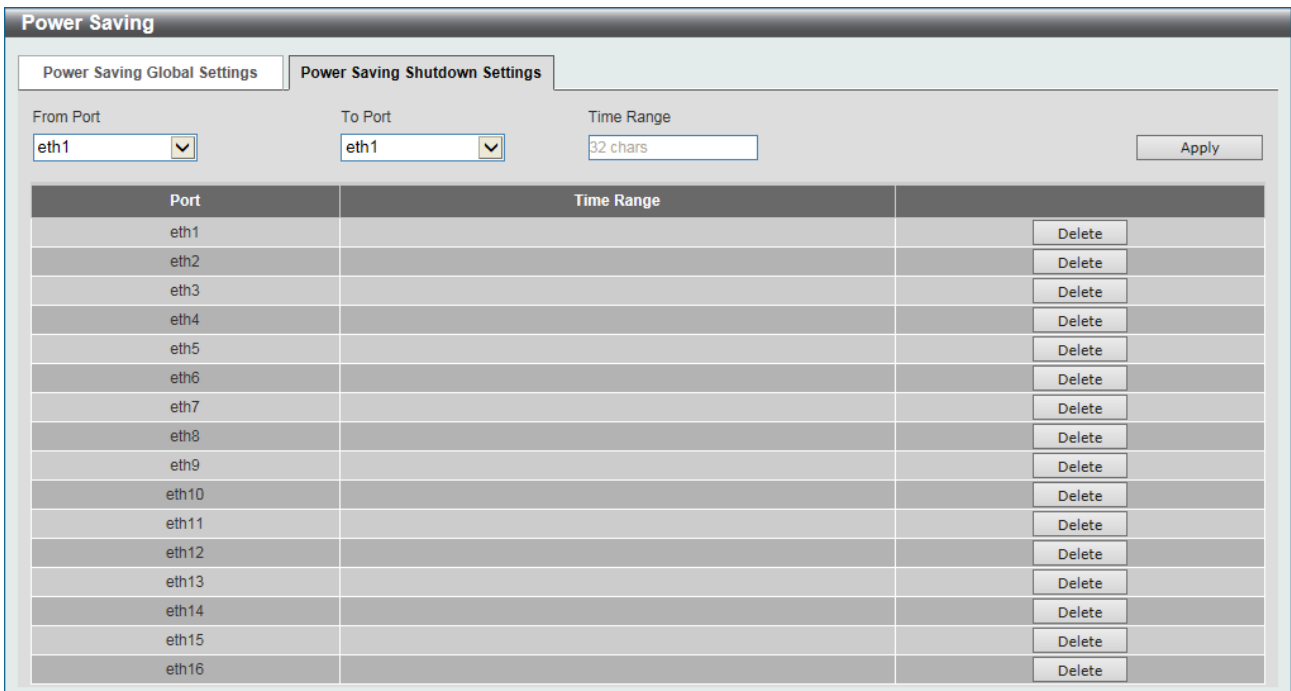 Power Saving
Power Saving Global Settings Power Saving Shutdown Settings
From Port To Port Time Range
eth1 eth1 32 chars Apply
Port Time Range
eth1 Delete
eth2 Delete
eth3 Delete
eth4 Delete
eth5 Delete
eth6 Delete
eth7 Delete
eth8 Delete
eth9 Delete
eth10 Delete
eth11 Delete
eth12 Delete
eth13 Delete
eth14 Delete
eth15 Delete
eth16 Delete